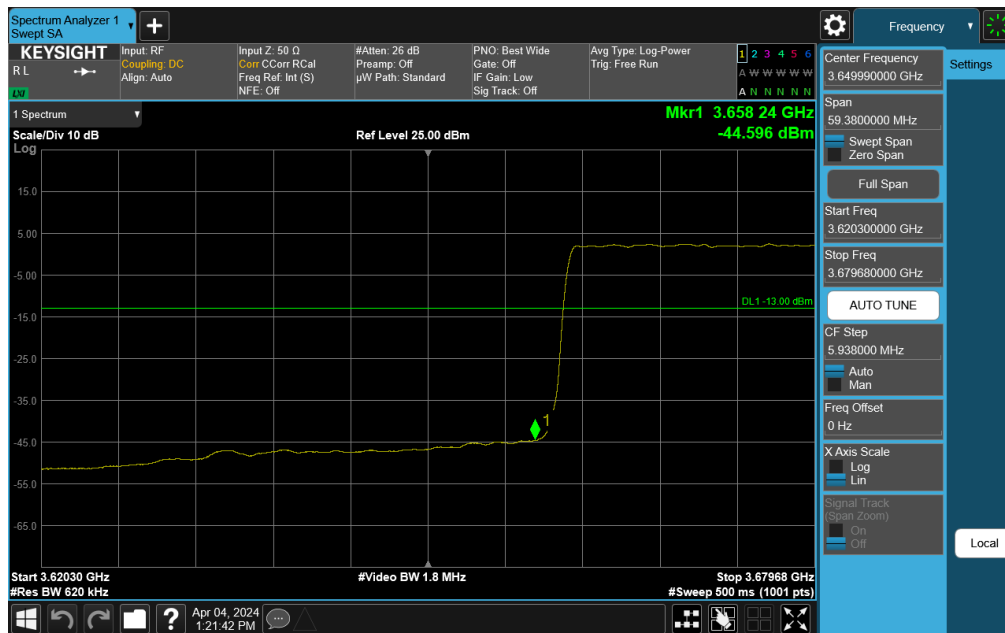 Spectrum Analyzer 1
Swept SA
+
Frequency
KEYSIGHT
R L
LXI
Input: RF
Coupling: DC
Align: Auto
Input Z: 50 Ω
Corr CCorr RCal
Freq Ref: Int (S)
NFE: Off
#Atten: 26 dB
Preamp: Off
µW Path: Standard
PNO: Best Wide
Gate: Off
IF Gain: Low
Sig Track: Off
Avg Type: Log-Power
Trig: Free Run
1 2 3 4 5 6
A W W W W W
A N N N N N
1 Spectrum
Scale/Div 10 dB
Log
Ref Level 25.00 dBm
Mkr1 3.658 24 GHz
-44.596 dBm
15.0
5.00
-5.00
-15.0
-25.0
-35.0
-45.0
-55.0
-65.0
DL1 -13.00 dBm
1
Start 3.62030 GHz
#Res BW 620 kHz
#Video BW 1.8 MHz
Stop 3.67968 GHz
#Sweep 500 ms (1001 pts)
Center Frequency
3.649990000 GHz
Span
59.3800000 MHz
Swept Span
Zero Span
Full Span
Start Freq
3.620300000 GHz
Stop Freq
3.679680000 GHz
AUTO TUNE
CF Step
5.938000 MHz
Auto
Man
Freq Offset
0 Hz
X Axis Scale
Log
Lin
Signal Track
(Span Zoom)
On
Off
Settings
Local
?
Apr 04, 2024
1:21:42 PM